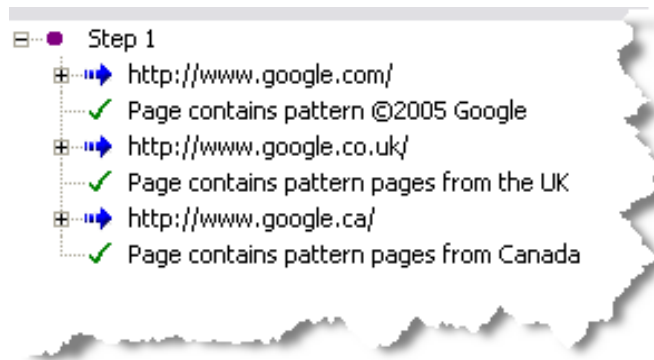 Step 1
http://www.google.com/
Page contains pattern ©2005 Google
http://www.google.co.uk/
Page contains pattern pages from the UK
http://www.google.ca/
Page contains pattern pages from Canada